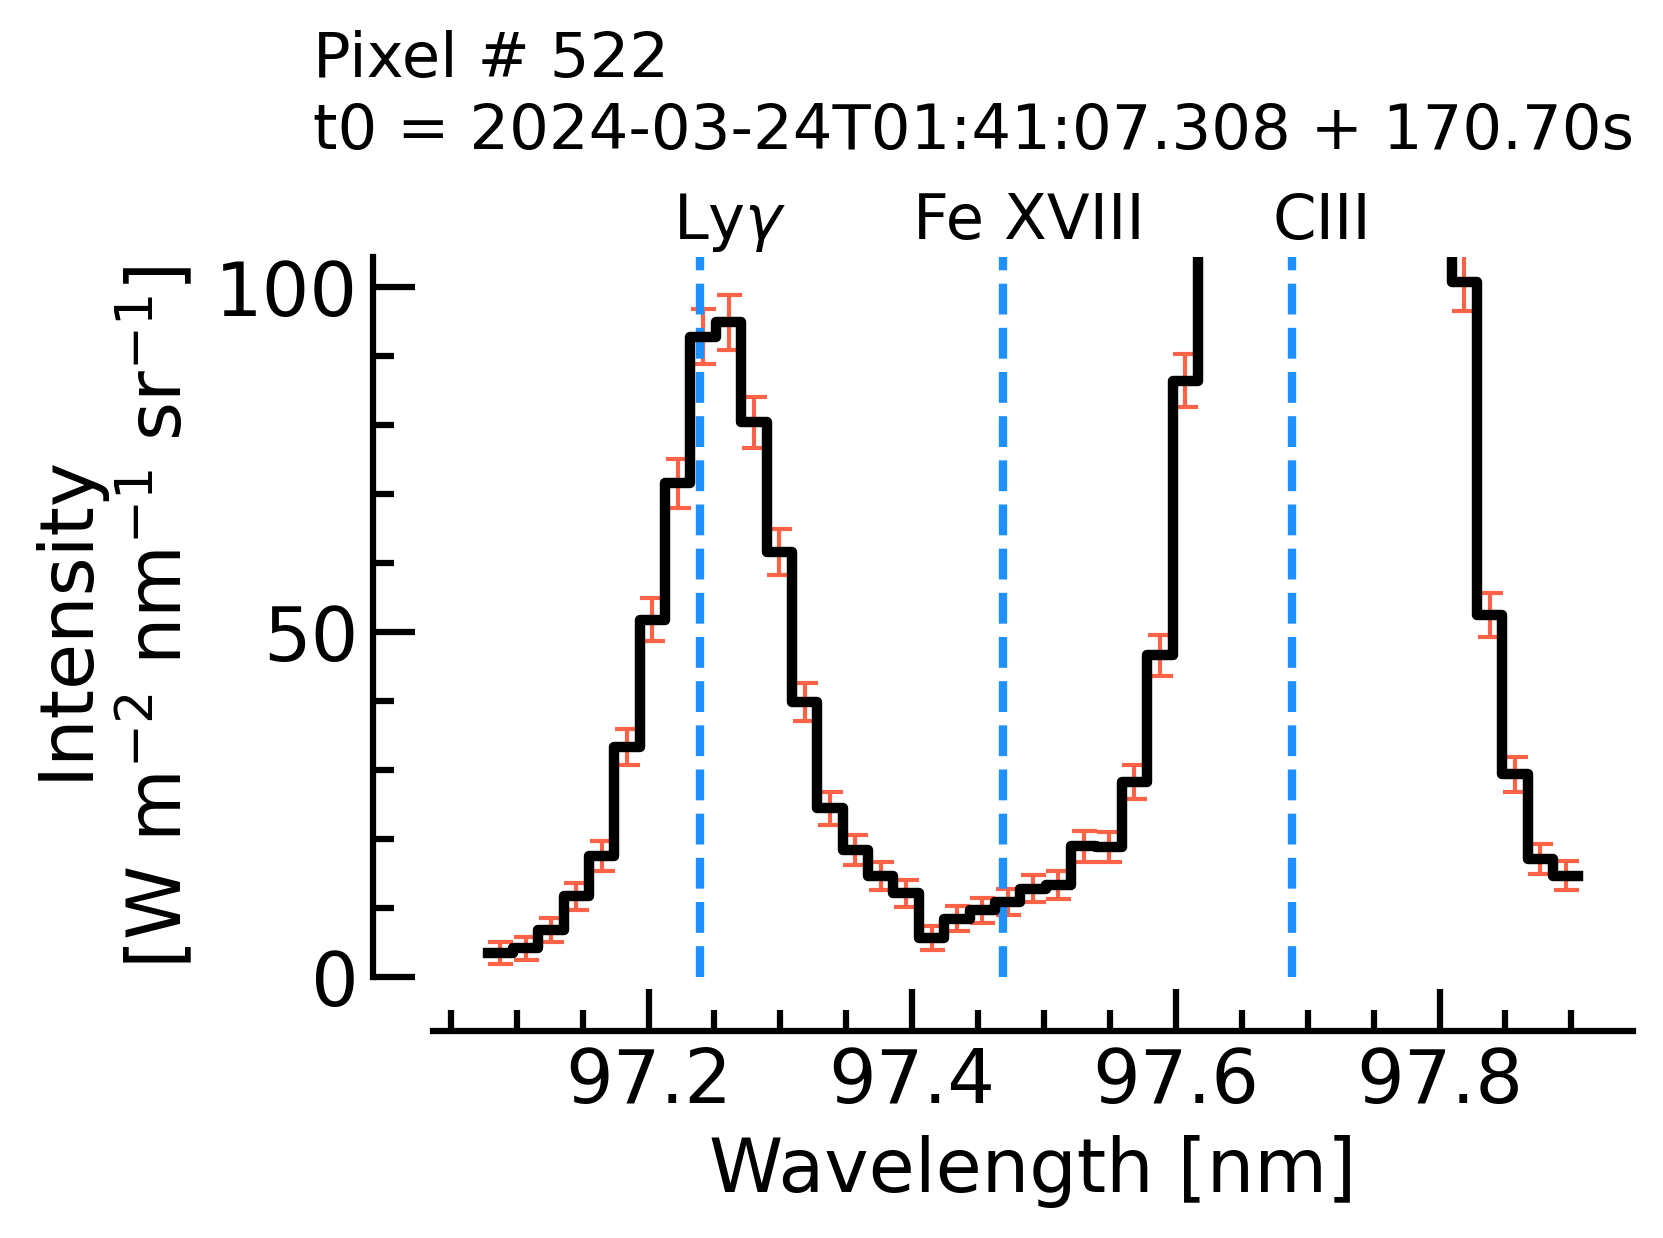 Pixel # 522
t0 = 2024-03-24T01:41:07.308 + 170.70s
Lyγ Fe XVIII CIII
Intensity
[W m⁻² nm⁻¹ sr⁻¹]
100
50
0
97.2 97.4 97.6 97.8
Wavelength [nm]